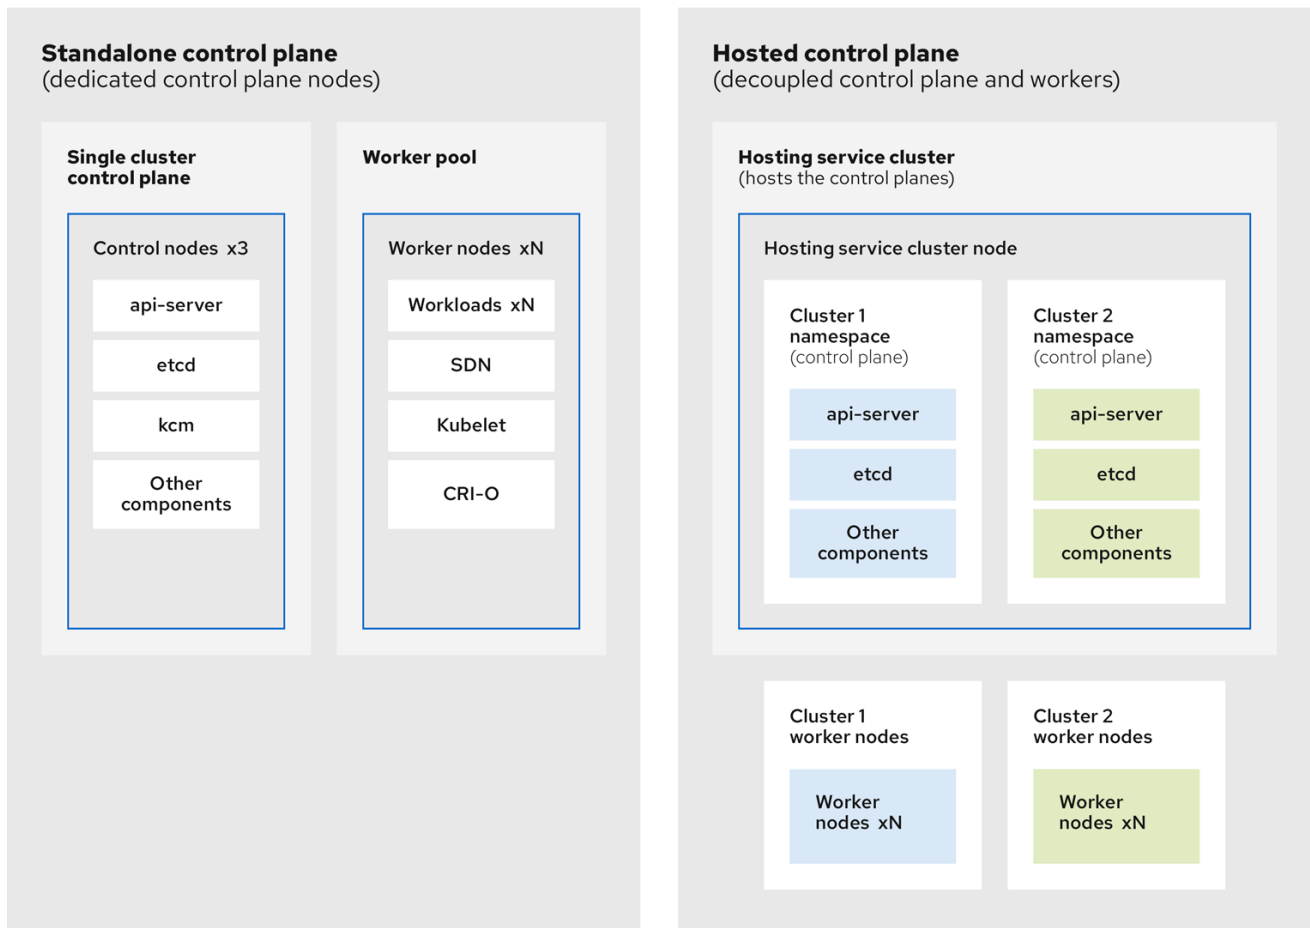 Standalone control plane
(dedicated control plane nodes)
Single cluster
control plane
Control nodes x3
api-server
etcd
kcm
Other
components
Worker pool
Worker nodes xN
Workloads xN
SDN
Kubelet
CRI-O
Hosted control plane
(decoupled control plane and workers)
Hosting service cluster
(hosts the control planes)
Hosting service cluster node
Cluster 1
namespace
(control plane)
api-server
etcd
Other
components
Cluster 2
namespace
(control plane)
api-server
etcd
Other
components
Cluster 1
worker nodes
Worker
nodes xN
Cluster 2
worker nodes
Worker
nodes xN